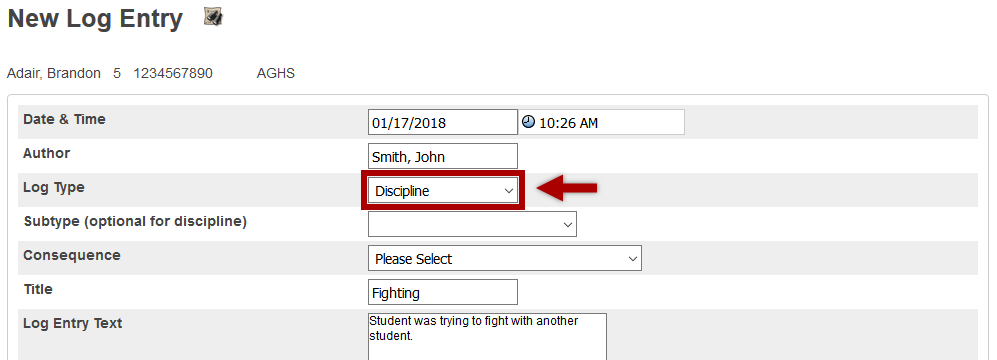 New Log Entry
Adair, Brandon 5 1234567890 AGHS
Date & Time 01/17/2018 10:26 AM
Author Smith, John
Log Type Discipline
Subtype (optional for discipline)
Consequence Please Select
Title Fighting
Log Entry Text Student was trying to fight with another
student.